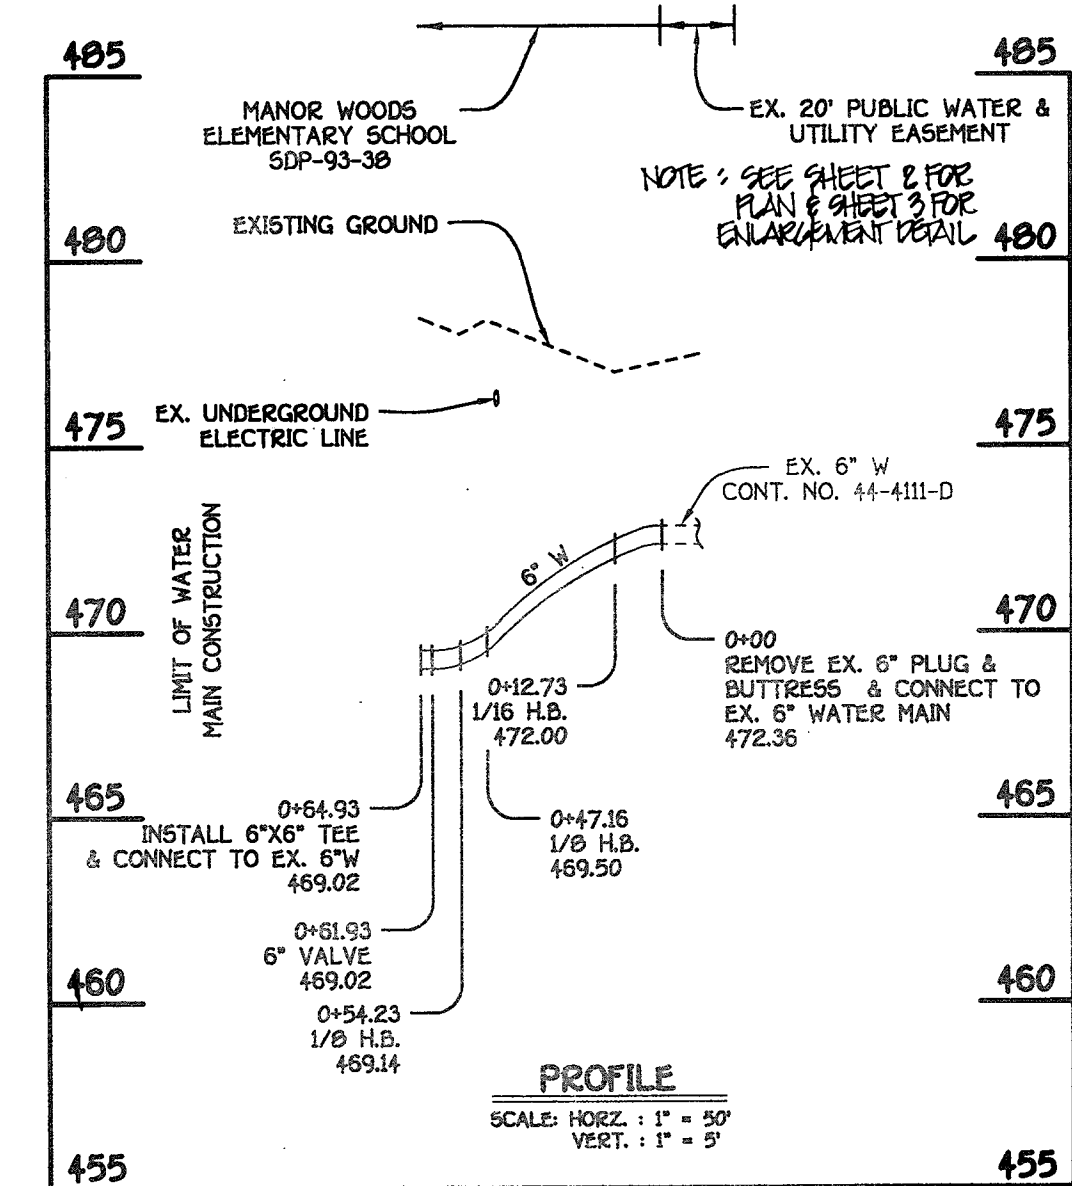 485
485
MANOR WOODS
ELEMENTARY SCHOOL
SDP-93-38
EX. 20' PUBLIC WATER &
UTILITY EASEMENT
NOTE : SEE SHEET 2 FOR
PLAN & SHEET 3 FOR
ENLARGEMENT DETAIL
EXISTING GROUND
480
480
EX. UNDERGROUND
ELECTRIC LINE
475
475
EX. 6" W
CONT. NO. 44-4111-D
LIMIT OF WATER
MAIN CONSTRUCTION
6" W
470
470
0+00
REMOVE EX. 6" PLUG &
BUTTRESS & CONNECT TO
EX. 6" WATER MAIN
472.36
0+12.73
1/16 H.B.
472.00
465
465
0+64.93
INSTALL 6"X6" TEE
& CONNECT TO EX. 6"W
469.02
0+47.16
1/8 H.B.
469.50
0+61.93
6" VALVE
469.02
460
460
0+54.23
1/8 H.B.
469.14
PROFILE
SCALE: HORZ. : 1" = 50'
VERT. : 1" = 5'
455
455